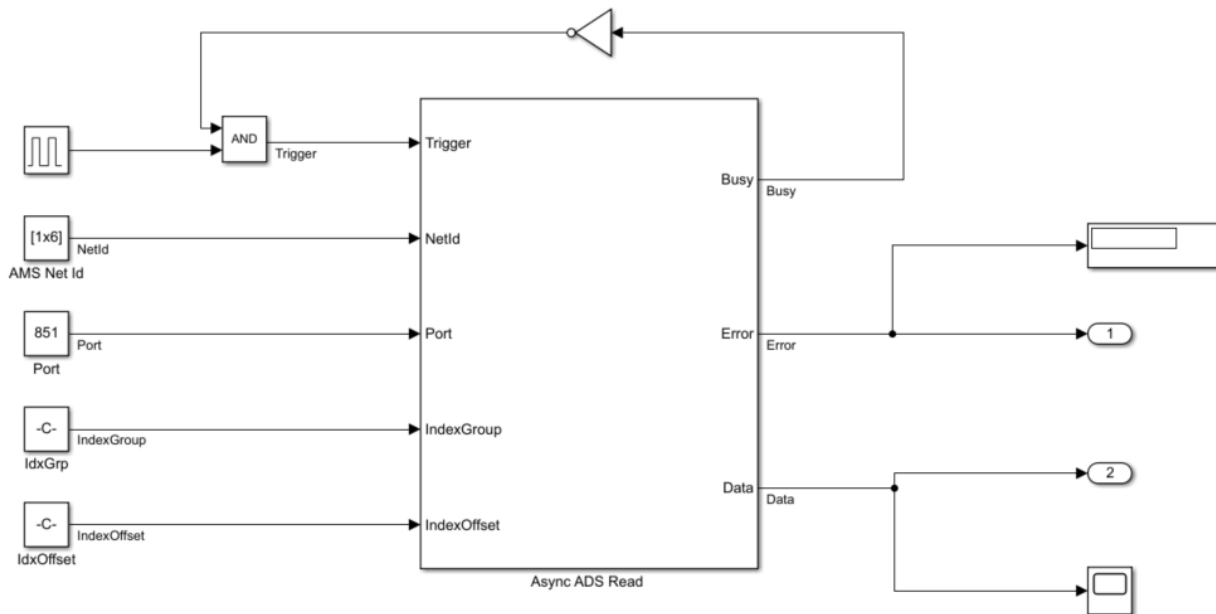 AND
Trigger
Trigger
Busy
Busy
[1x6]
NetId
NetId
AMS Net Id
851
Port
Port
Port
Error
Error
1
-C-
IndexGroup
IndexGroup
IdxGrp
Data
Data
2
-C-
IndexOffset
IndexOffset
IdxOffset
Async ADS Read